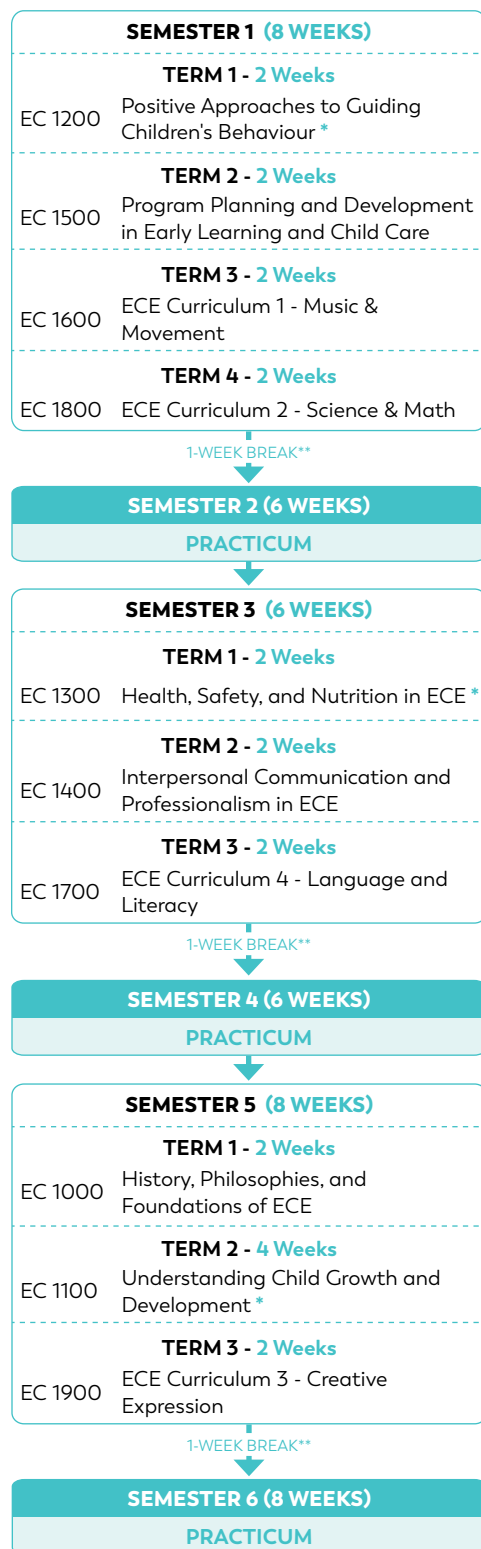 SEMESTER 1 (8 WEEKS)
TERM 1 - 2 Weeks
EC 1200
Positive Approaches to Guiding
Children's Behaviour *
TERM 2 - 2 Weeks
EC 1500
Program Planning and Development
in Early Learning and Child Care
TERM 3 - 2 Weeks
EC 1600
ECE Curriculum 1 - Music &
Movement
TERM 4 - 2 Weeks
EC 1800 ECE Curriculum 2 - Science & Math
1-WEEK BREAK**
SEMESTER 2 (6 WEEKS)
PRACTICUM
SEMESTER 3 (6 WEEKS)
TERM 1 - 2 Weeks
EC 1300 Health, Safety, and Nutrition in ECE *
TERM 2 - 2 Weeks
EC 1400
Interpersonal Communication and
Professionalism in ECE
TERM 3 - 2 Weeks
EC 1700
ECE Curriculum 4 - Language and
Literacy
1-WEEK BREAK**
SEMESTER 4 (6 WEEKS)
PRACTICUM
SEMESTER 5 (8 WEEKS)
TERM 1 - 2 Weeks
EC 1000
History, Philosophies, and
Foundations of ECE
TERM 2 - 4 Weeks
EC 1100
Understanding Child Growth and
Development *
TERM 3 - 2 Weeks
EC 1900
ECE Curriculum 3 - Creative
Expression
1-WEEK BREAK**
SEMESTER 6 (8 WEEKS)
PRACTICUM